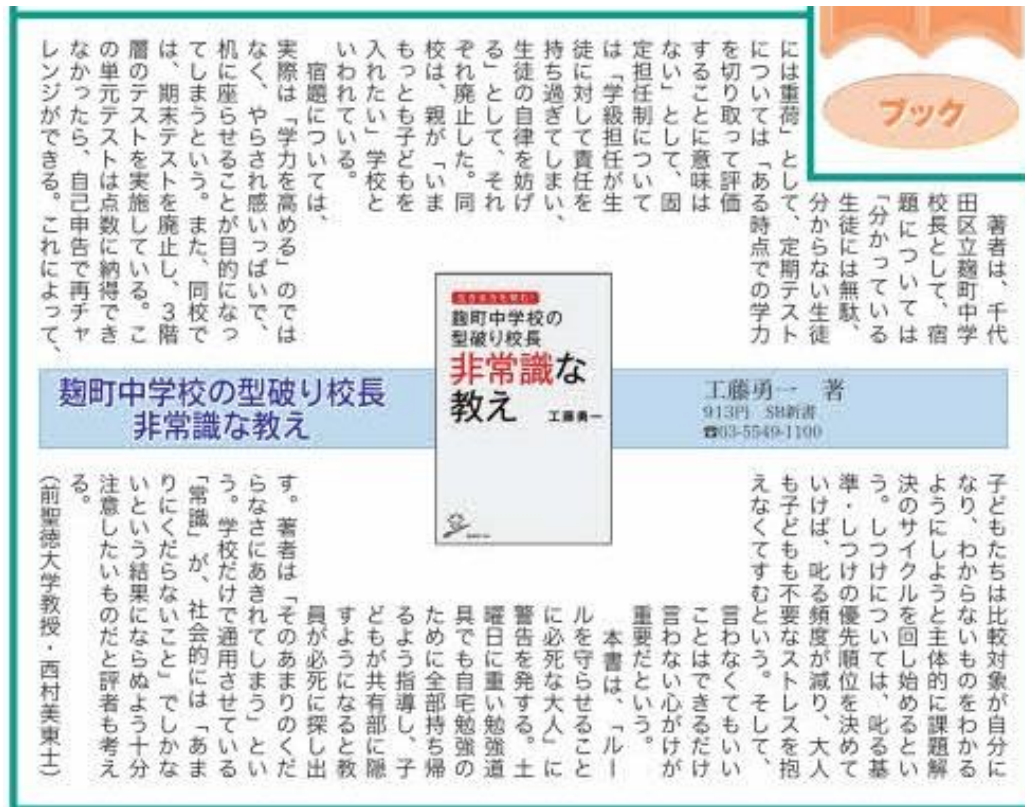 ブック
著者は、千代
田区立麹町中学
校長として、宿
題については
「分かっている
生徒には無駄、
分からない生徒
には重荷」として、定期テスト
については「ある時点での学力
を切り取って評価
することに意味は
ない」として、固
定担任制について
は「学級担任が生
徒に対して責任を
持ち過ぎてしまい、
生徒の自律を妨げ
る」として、それ
ぞれ廃止した。同
校は、親が「いま
もっとも子どもを
入れたい」学校と
いわれている。
宿題については、
実際は「学力を高める」のでは
なく、やらされ感いっぱいで、
机に座らせることが目的になっ
てしまうという。また、同校で
は、期末テストを廃止し、3階
層のテストを実施している。こ
の単元テストは点数に納得でき
なかったら、自己申告で再チャ
レンジができる。これによって、
麹町中学校の型破り校長
非常識な教え
麹町中学校の
型破り校長
非常識な
教え
工藤勇一
工藤勇一 著
913円 SB新書
☎03-5549-1100
子どもたちは比較対象が自分に
なり、わからないものをわかる
ようにしようと主体的に課題解
決のサイクルを回し始めるとい
う。しつけについては、叱る基
準・しつけの優先順位を決めて
いけば、叱る頻度が減り、大人
も子どもも不要なストレスを抱
えなくてすむという。そして、
言わなくてもいい
ことはできるだけ
言わない心がけが
重要だという。
本書は、「ルー
ルを守らせること
に必死な大人」に
警告を発する。土
曜日に重い勉強道
具でも自宅勉強の
ために全部持ち帰
るよう指導し、子
どもが共有部に隠
すようになると教
員が必死に探し出
す。著者は「そのあまりのくだ
らなさにあきれてしまう」とい
う。学校だけで通用させている
「常識」が、社会的には「あま
りにくだらないこと」でしかな
いという結果にならぬよう十分
注意したいものだと評者も考え
る。
(前聖徳大学教授・西村美東士)